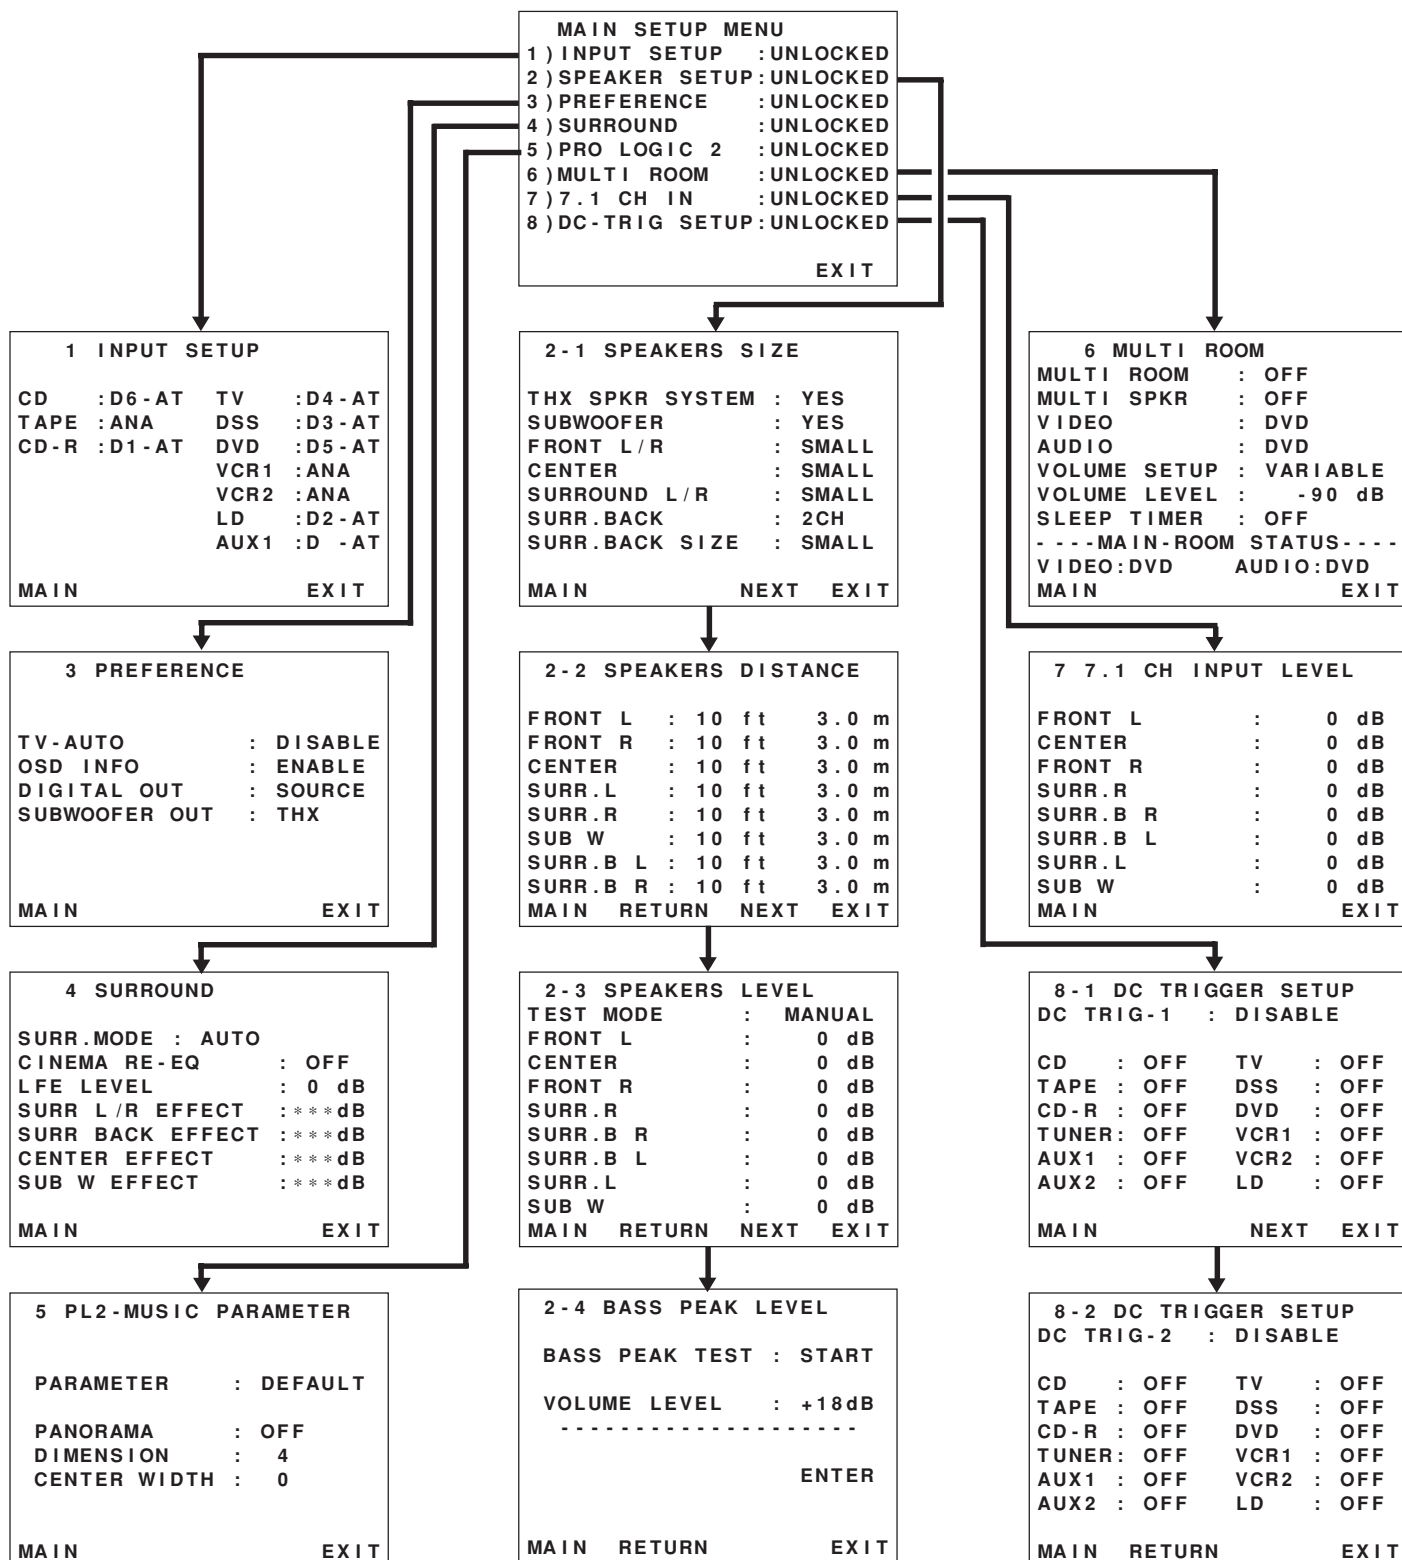 MAIN SETUP MENU
1)INPUT SETUP :UNLOCKED
2)SPEAKER SETUP:UNLOCKED
3)PREFERENCE :UNLOCKED
4)SURROUND :UNLOCKED
5)PRO LOGIC 2 :UNLOCKED
6)MULTI ROOM :UNLOCKED
7)7.1 CH IN :UNLOCKED
8)DC-TRIG SETUP:UNLOCKED
EXIT
1 INPUT SETUP
CD :D6-AT TV :D4-AT
TAPE :ANA DSS :D3-AT
CD-R :D1-AT DVD :D5-AT
VCR1 :ANA
VCR2 :ANA
LD :D2-AT
AUX1 :D -AT
MAIN EXIT
2-1 SPEAKERS SIZE
THX SPKR SYSTEM : YES
SUBWOOFER : YES
FRONT L/R : SMALL
CENTER : SMALL
SURROUND L/R : SMALL
SURR.BACK : 2CH
SURR.BACK SIZE : SMALL
MAIN NEXT EXIT
6 MULTI ROOM
MULTI ROOM : OFF
MULTI SPKR : OFF
VIDEO : DVD
AUDIO : DVD
VOLUME SETUP : VARIABLE
VOLUME LEVEL : -90 dB
SLEEP TIMER : OFF
----MAIN-ROOM STATUS----
VIDEO:DVD AUDIO:DVD
MAIN EXIT
3 PREFERENCE
TV-AUTO : DISABLE
OSD INFO : ENABLE
DIGITAL OUT : SOURCE
SUBWOOFER OUT : THX
MAIN EXIT
2-2 SPEAKERS DISTANCE
FRONT L : 10 ft 3.0 m
FRONT R : 10 ft 3.0 m
CENTER : 10 ft 3.0 m
SURR.L : 10 ft 3.0 m
SURR.R : 10 ft 3.0 m
SUB W : 10 ft 3.0 m
SURR.B L : 10 ft 3.0 m
SURR.B R : 10 ft 3.0 m
MAIN RETURN NEXT EXIT
7 7.1 CH INPUT LEVEL
FRONT L : 0 dB
CENTER : 0 dB
FRONT R : 0 dB
SURR.R : 0 dB
SURR.B R : 0 dB
SURR.B L : 0 dB
SURR.L : 0 dB
SUB W : 0 dB
MAIN EXIT
4 SURROUND
SURR.MODE : AUTO
CINEMA RE-EQ : OFF
LFE LEVEL : 0 dB
SURR L/R EFFECT :***dB
SURR BACK EFFECT :***dB
CENTER EFFECT :***dB
SUB W EFFECT :***dB
MAIN EXIT
2-3 SPEAKERS LEVEL
TEST MODE : MANUAL
FRONT L : 0 dB
CENTER : 0 dB
FRONT R : 0 dB
SURR.R : 0 dB
SURR.B R : 0 dB
SURR.B L : 0 dB
SURR.L : 0 dB
SUB W : 0 dB
MAIN RETURN NEXT EXIT
8-1 DC TRIGGER SETUP
DC TRIG-1 : DISABLE
CD : OFF TV : OFF
TAPE : OFF DSS : OFF
CD-R : OFF DVD : OFF
TUNER: OFF VCR1 : OFF
AUX1 : OFF VCR2 : OFF
AUX2 : OFF LD : OFF
MAIN NEXT EXIT
5 PL2-MUSIC PARAMETER
PARAMETER : DEFAULT
PANORAMA : OFF
DIMENSION : 4
CENTER WIDTH : 0
MAIN EXIT
2-4 BASS PEAK LEVEL
BASS PEAK TEST : START
VOLUME LEVEL : +18dB
--------------------
ENTER
MAIN RETURN EXIT
8-2 DC TRIGGER SETUP
DC TRIG-2 : DISABLE
CD : OFF TV : OFF
TAPE : OFF DSS : OFF
CD-R : OFF DVD : OFF
TUNER: OFF VCR1 : OFF
AUX1 : OFF VCR2 : OFF
AUX2 : OFF LD : OFF
MAIN RETURN EXIT